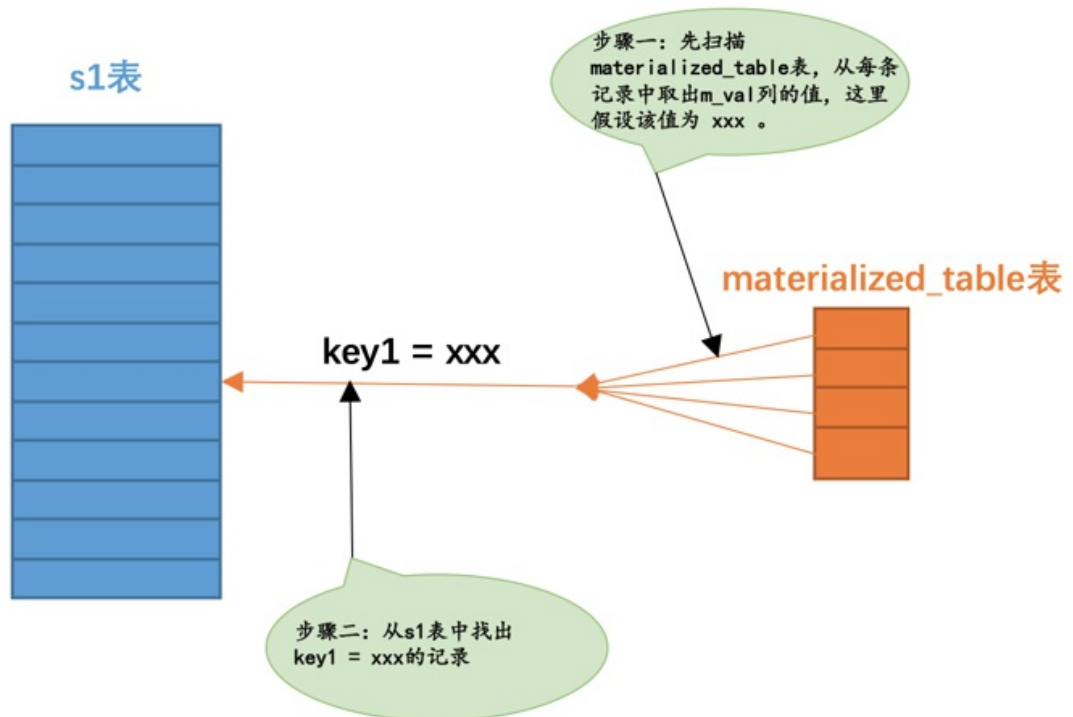 s1表
步骤一：先扫描
materialized_table表，从每条
记录中取出m_val列的值，这里
假设该值为 xxx 。
materialized_table表
key1 = xxx
步骤二：从s1表中找出
key1 = xxx的记录